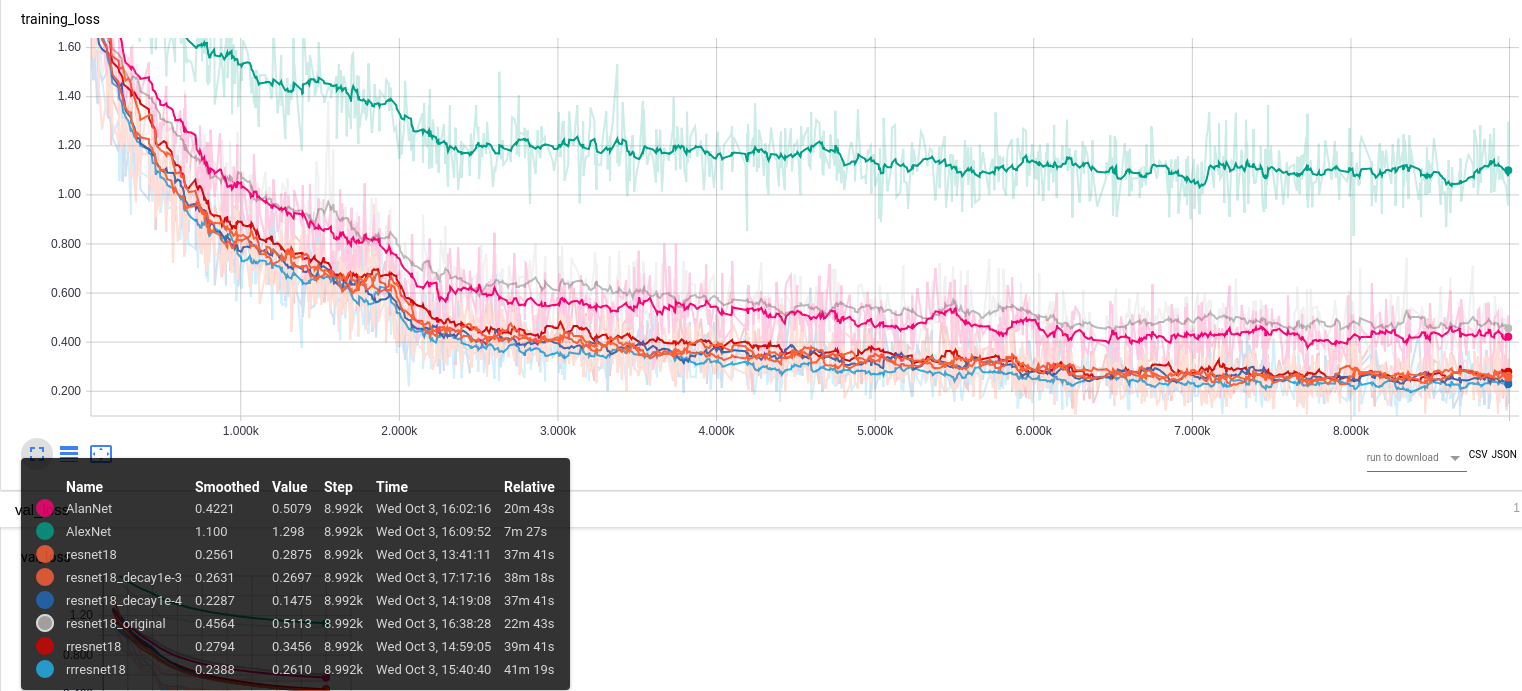 training_loss
1.60
1.40
1.20
1.00
0.800
0.600
0.400
0.200
1.000k 2.000k 3.000k 4.000k 5.000k 6.000k 7.000k 8.000k
run to download CSV JSON
val_loss 1
val_loss
Name Smoothed Value Step Time Relative
AlanNet 0.4221 0.5079 8.992k Wed Oct 3, 16:02:16 20m 43s
AlexNet 1.100 1.298 8.992k Wed Oct 3, 16:09:52 7m 27s
resnet18 0.2561 0.2875 8.992k Wed Oct 3, 13:41:11 37m 41s
resnet18_decay1e-3 0.2631 0.2697 8.992k Wed Oct 3, 17:17:16 38m 18s
resnet18_decay1e-4 0.2287 0.1475 8.992k Wed Oct 3, 14:19:08 37m 41s
1.20
resnet18_original 0.4564 0.5113 8.992k Wed Oct 3, 16:38:28 22m 43s
rresnet18 0.2794 0.3456 8.992k Wed Oct 3, 14:59:05 39m 41s
0.800
rrresnet18 0.2388 0.2610 8.992k Wed Oct 3, 15:40:40 41m 19s